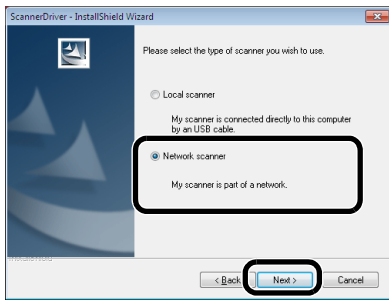 ScannerDriver - InstallShield Wizard
Please select the type of scanner you wish to use.
Local scanner
My scanner is connected directly to this computer
by an USB cable.
Network scanner
My scanner is part of a network.
InstallShield
< Back
Next >
Cancel